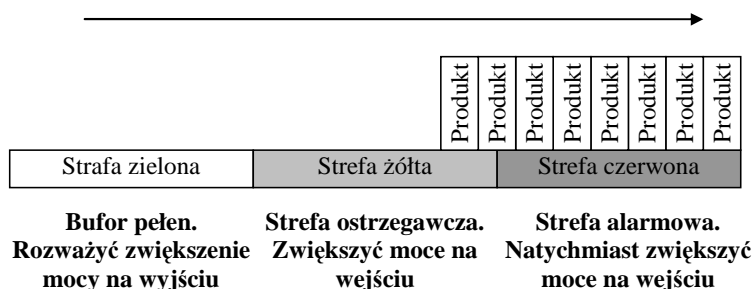 Produkt
Produkt
Produkt
Produkt
Produkt
Produkt
Produkt
Produkt
Strafa zielona
Strefa żółta
Strefa czerwona
Bufor pełen.
Rozważyć zwiększenie
mocy na wyjściu
Strefa ostrzegawcza.
Zwiększyć moce na
wejściu
Strefa alarmowa.
Natychmiast zwiększyć
moce na wejściu